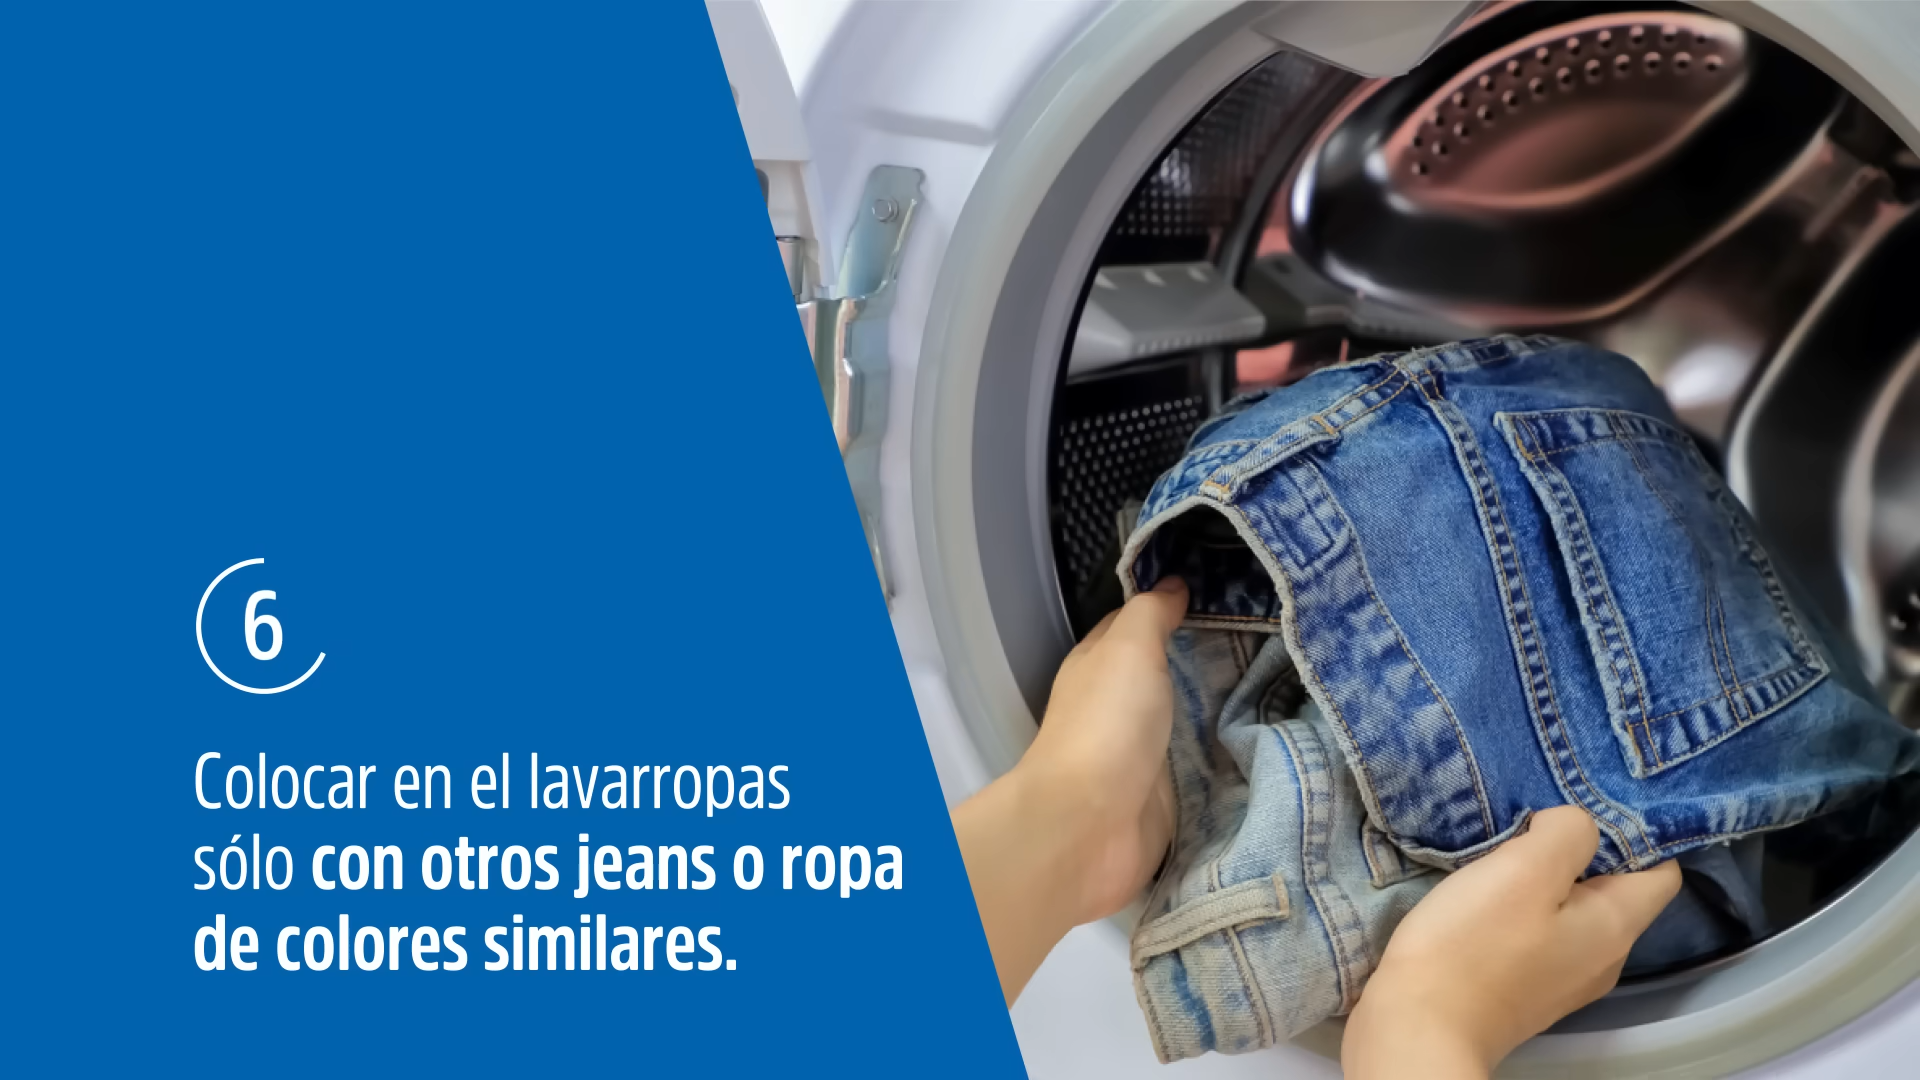 6
Colocar en el lavarropas
sólo con otros jeans o ropa
de colores similares.